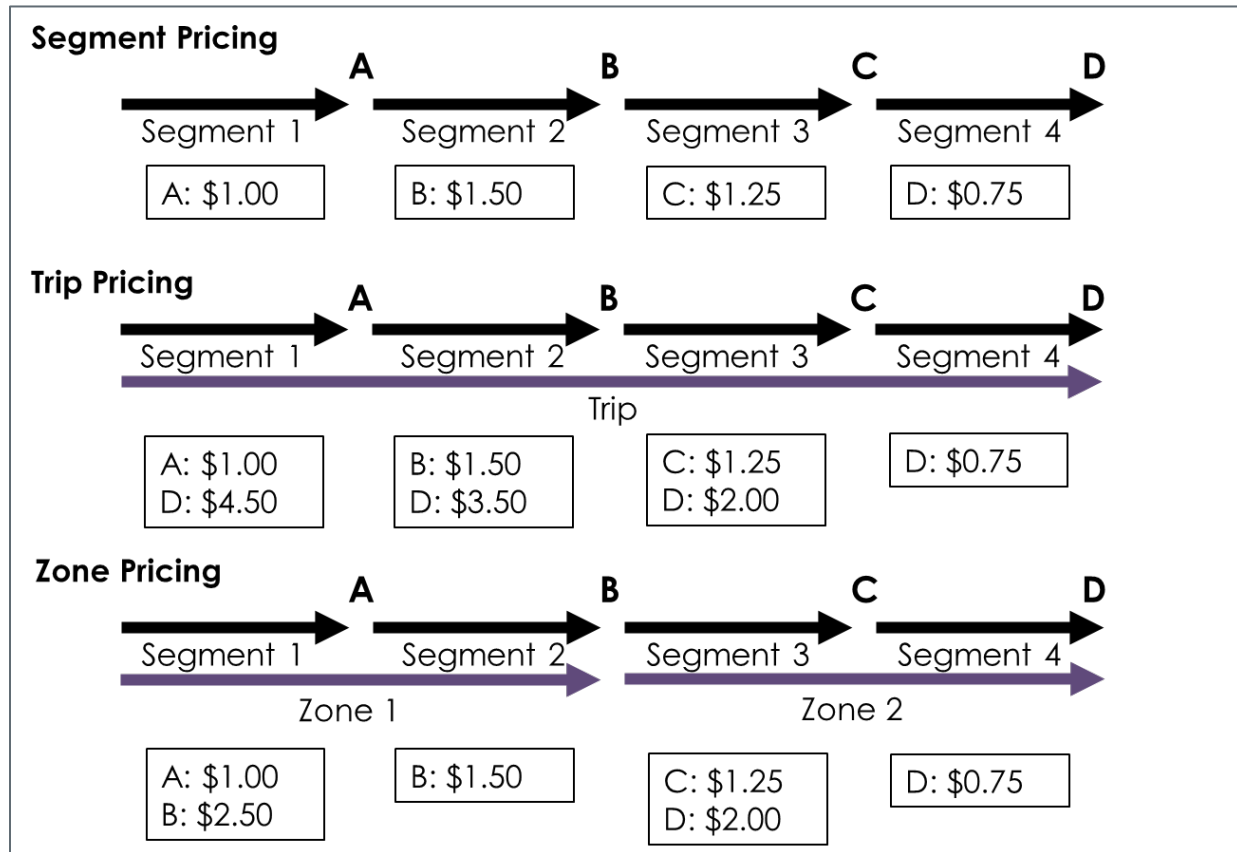 Segment Pricing
A B C D
Segment 1 Segment 2 Segment 3 Segment 4
A: $1.00 B: $1.50 C: $1.25 D: $0.75
Trip Pricing
A B C D
Segment 1 Segment 2 Segment 3 Segment 4
Trip
A: $1.00 B: $1.50 C: $1.25 D: $0.75
D: $4.50 D: $3.50 D: $2.00
Zone Pricing
A B C D
Segment 1 Segment 2 Segment 3 Segment 4
Zone 1 Zone 2
A: $1.00 B: $1.50 C: $1.25 D: $0.75
B: $2.50 D: $2.00